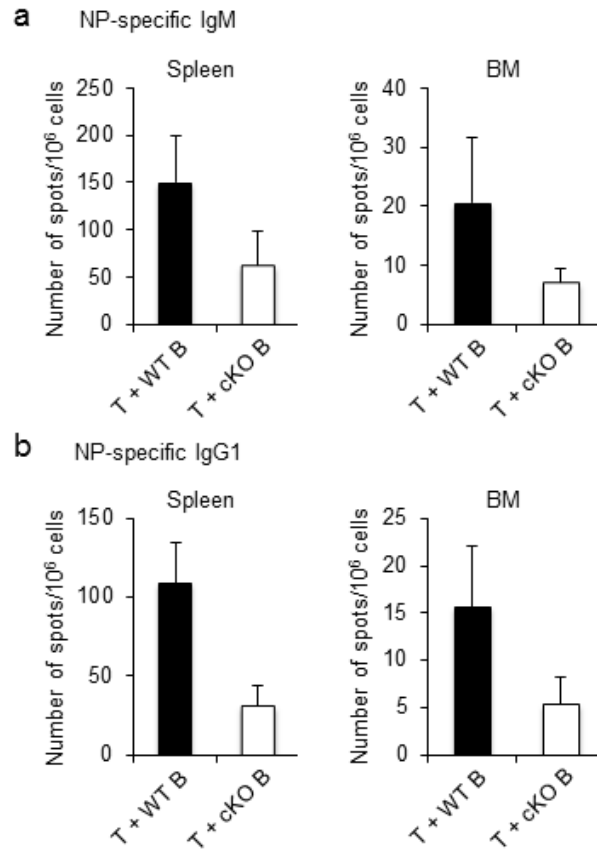 a NP-specific IgM
Spleen
Number of spots/10⁶ cells
250
200
150
100
50
0
T + WT B
T + cKO B
BM
Number of spots/10⁶ cells
40
30
20
10
0
T + WT B
T + cKO B
b NP-specific IgG1
Spleen
Number of spots/10⁶ cells
150
100
50
0
T + WT B
T + cKO B
BM
Number of spots/10⁶ cells
25
20
15
10
5
0
T + WT B
T + cKO B